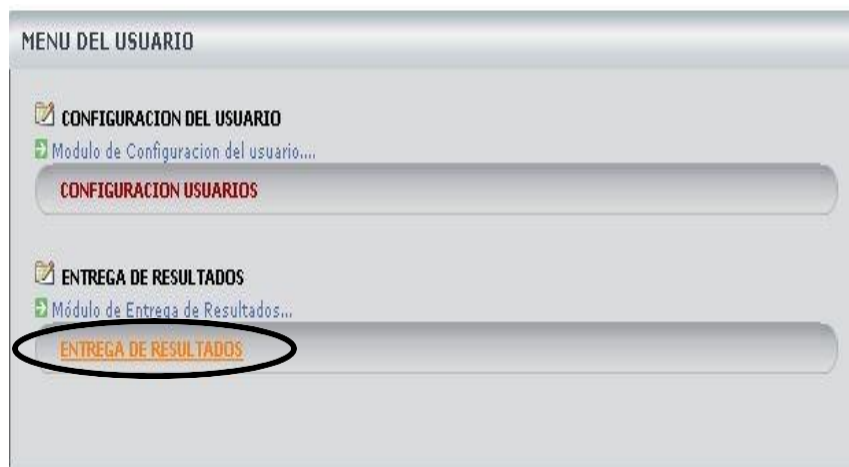 MENU DEL USUARIO
CONFIGURACION DEL USUARIO
Modulo de Configuracion del usuario....
CONFIGURACION USUARIOS
ENTREGA DE RESULTADOS
Módulo de Entrega de Resultados...
ENTREGA DE RESULTADOS